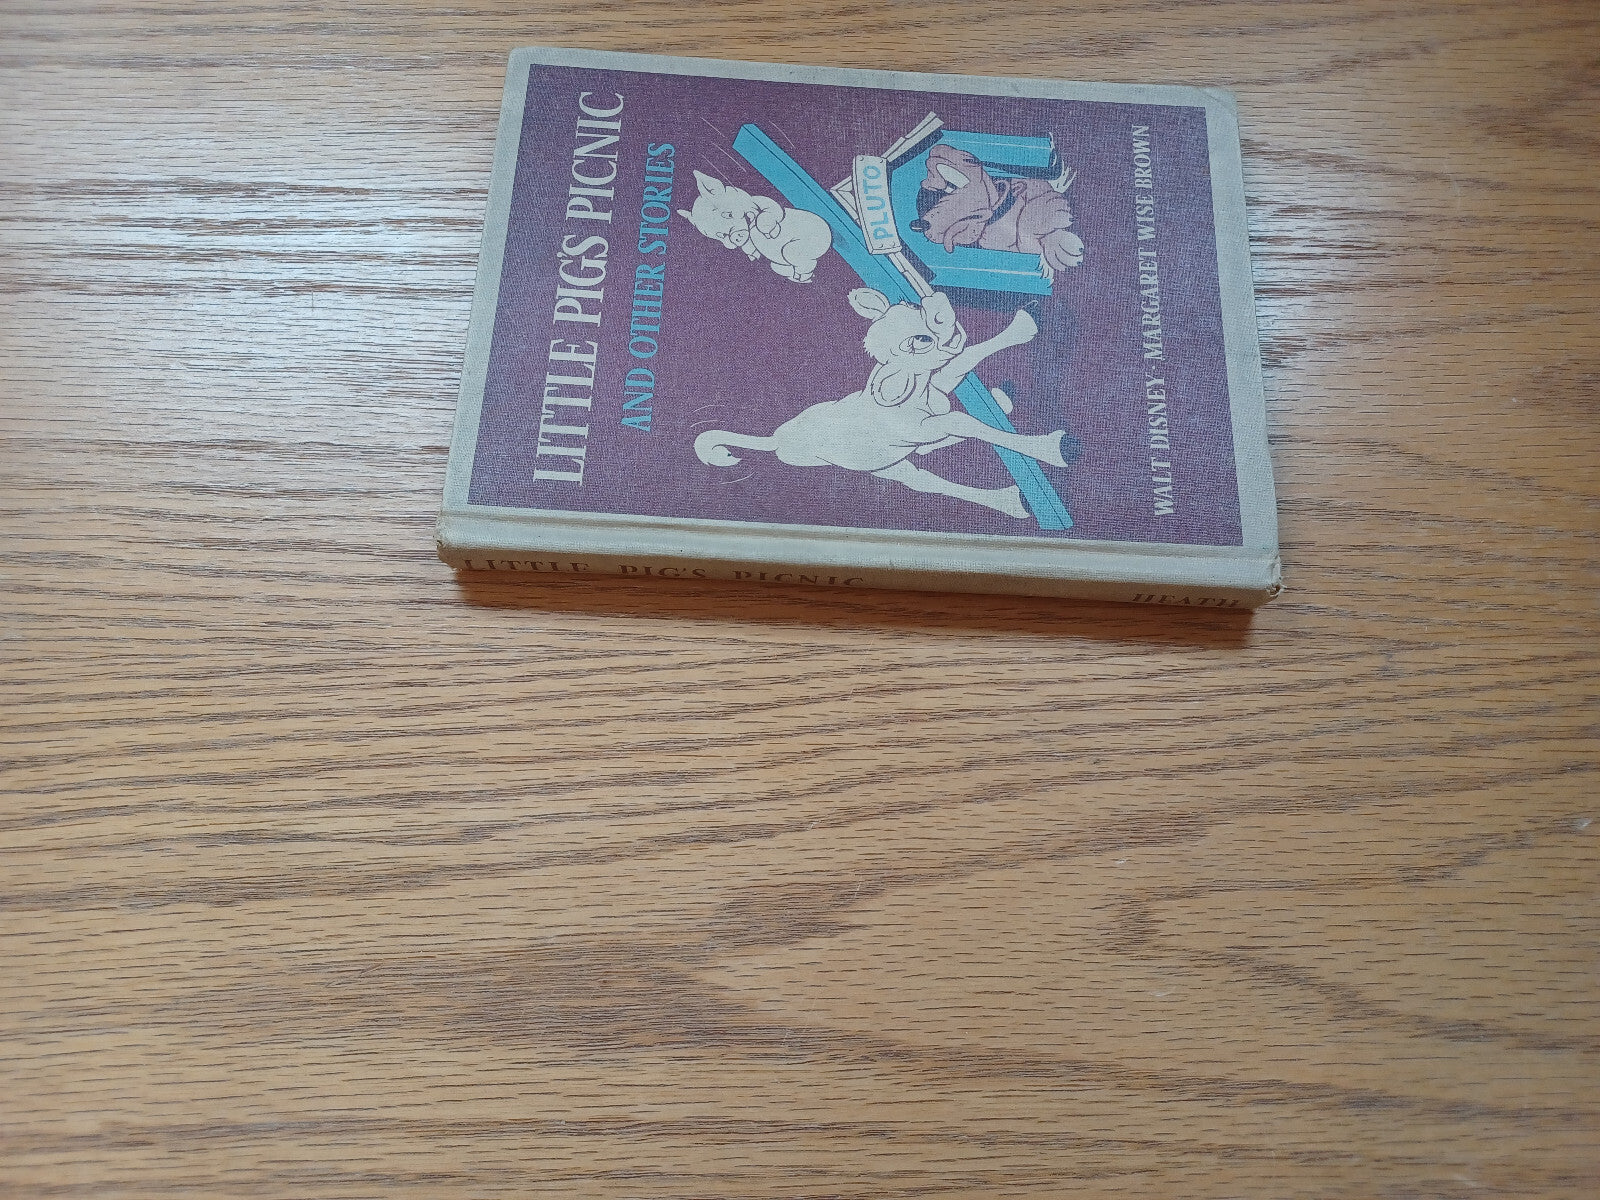 LITTLE PIG'S PICNIC
AND OTHER STORIES
PLUTO
WALT DISNEY · MARGARET WISE BROWN
LITTLE PIG'S PICNIC HEATH